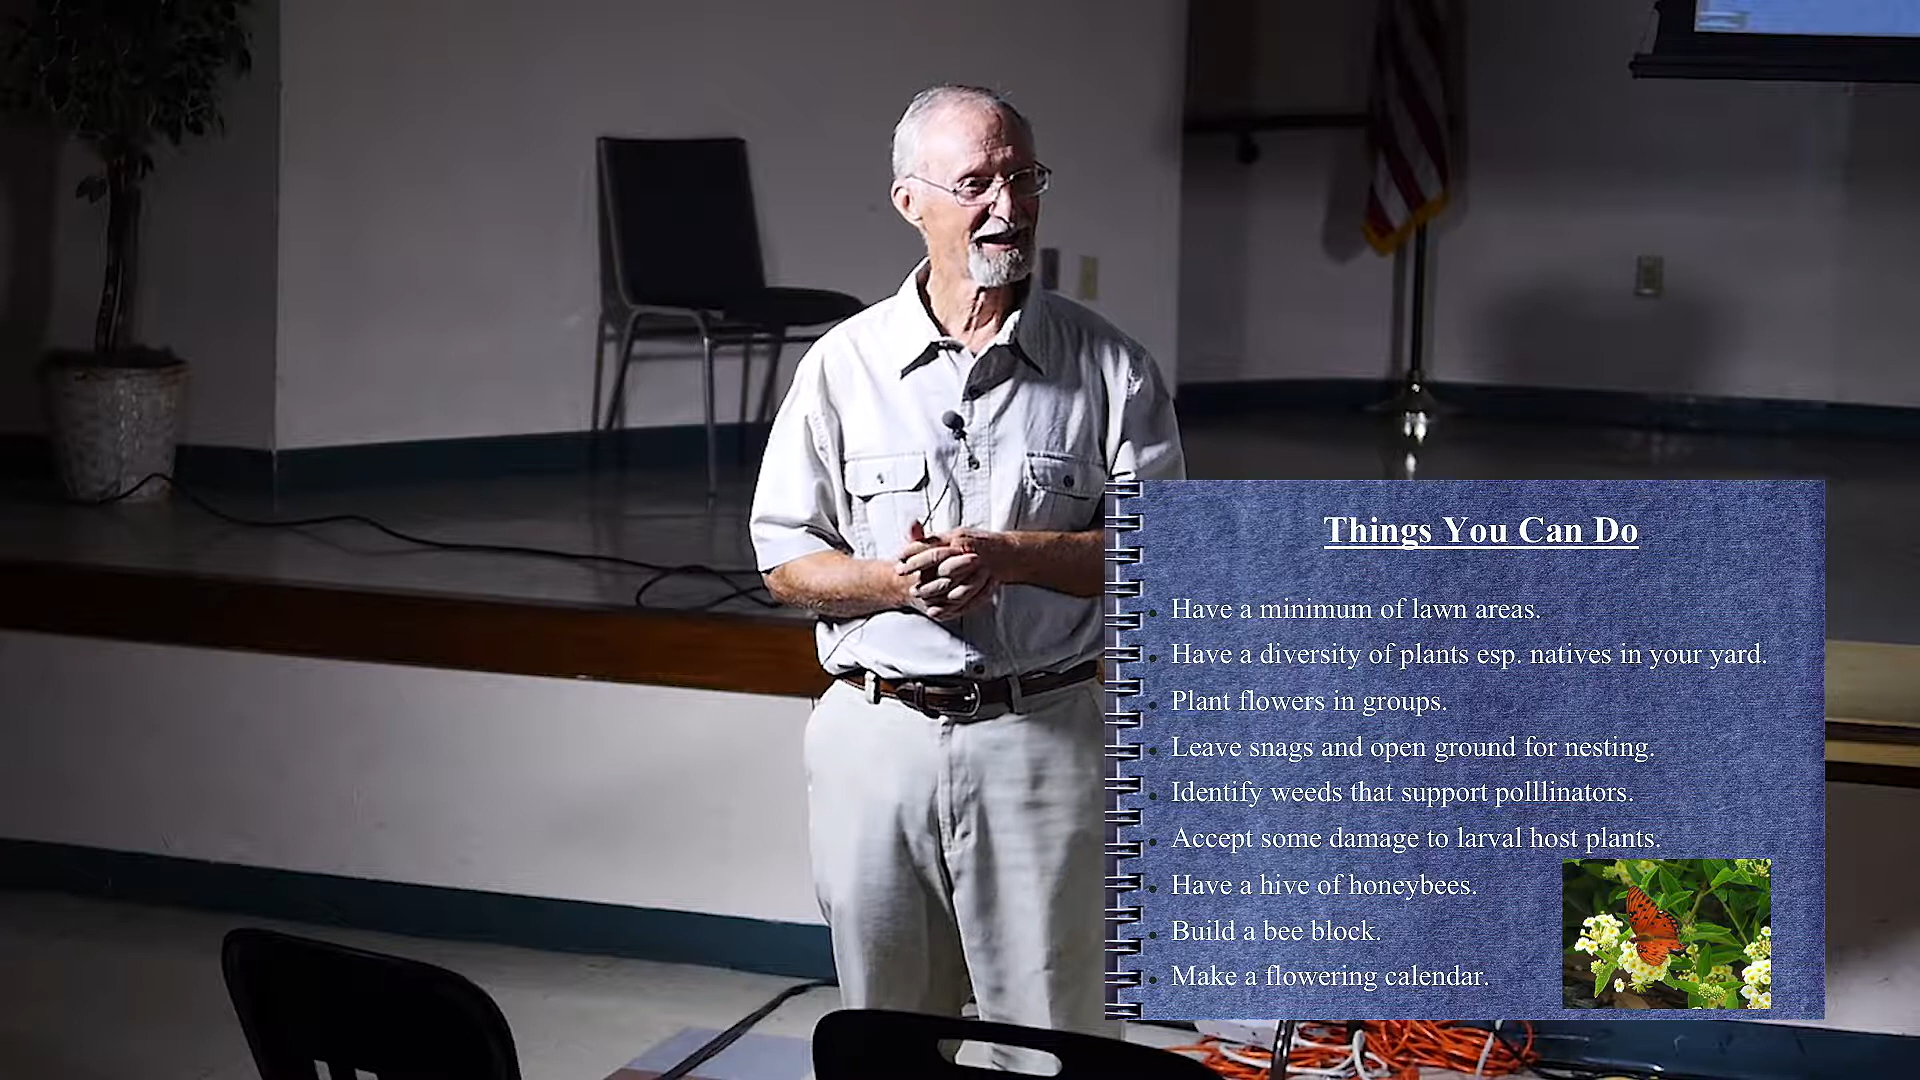 Things You Can Do
Have a minimum of lawn areas.
Have a diversity of plants esp. natives in your yard.
Plant flowers in groups.
Leave snags and open ground for nesting.
Identify weeds that support polllinators.
Accept some damage to larval host plants.
Have a hive of honeybees.
Build a bee block.
Make a flowering calendar.